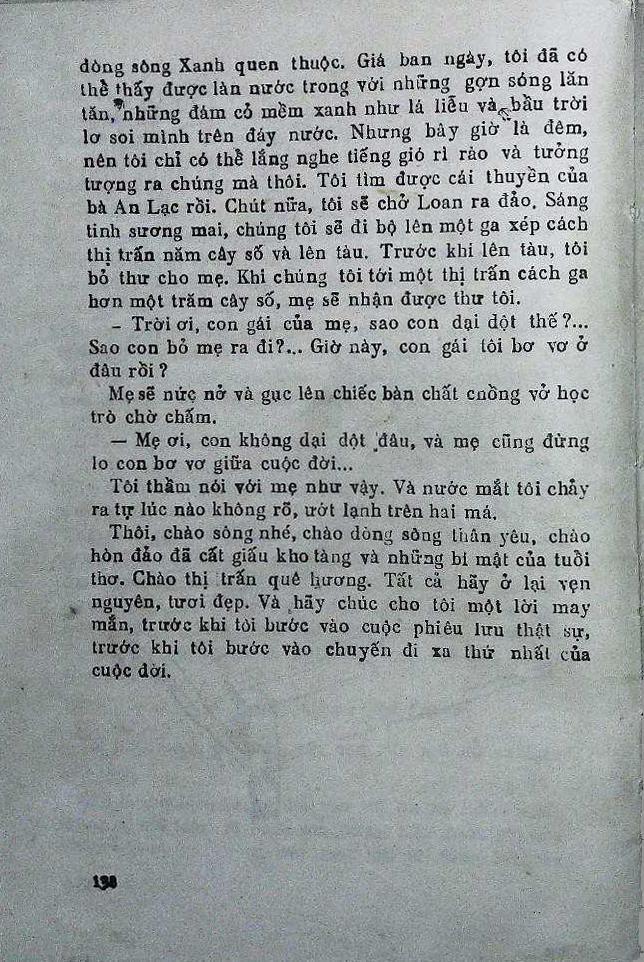 dòng sông Xanh quen thuộc. Giá ban ngày, tôi đã có
thể thấy được làn nước trong với những gợn sóng lăn
tăn, những đám cỏ mềm xanh như lá liễu và bầu trời
lơ soi mình trên đáy nước. Nhưng bây giờ là đêm,
nên tôi chỉ có thể lắng nghe tiếng gió rì rào và tưởng
tượng ra chúng mà thôi. Tôi tìm được cái thuyền của
bà An Lạc rồi. Chút nữa, tôi sẽ chở Loan ra đảo. Sáng
tinh sương mai, chúng tôi sẽ đi bộ lên một ga xép cách
thị trấn năm cây số và lên tàu. Trước khi lên tàu, tôi
bỏ thư cho mẹ. Khi chúng tôi tới một thị trấn cách ga
hơn một trăm cây số, mẹ sẽ nhận được thư tôi.
– Trời ơi, con gái của mẹ, sao con dại dột thế ?...
Sao con bỏ mẹ ra đi?... Giờ này, con gái tôi bơ vơ ở
đâu rồi ?
Mẹ sẽ nức nở và gục lên chiếc bàn chất chồng vở học
trò chờ chấm.
— Mẹ ơi, con không dại dột đâu, và mẹ cũng đừng
lo con bơ vơ giữa cuộc đời...
Tôi thầm nói với mẹ như vậy. Và nước mắt tôi chảy
ra tự lúc nào không rõ, ướt lạnh trên hai má.
Thôi, chào sông nhé, chào dòng sông thân yêu, chào
hòn đảo đã cất giấu kho tàng và những bí mật của tuổi
thơ. Chào thị trấn quê hương. Tất cả hãy ở lại vẹn
nguyên, tươi đẹp. Và hãy chúc cho tôi một lời may
mắn, trước khi tôi bước vào cuộc phiêu lưu thật sự,
trước khi tôi bước vào chuyến đi xa thứ nhất của
cuộc đời.
138